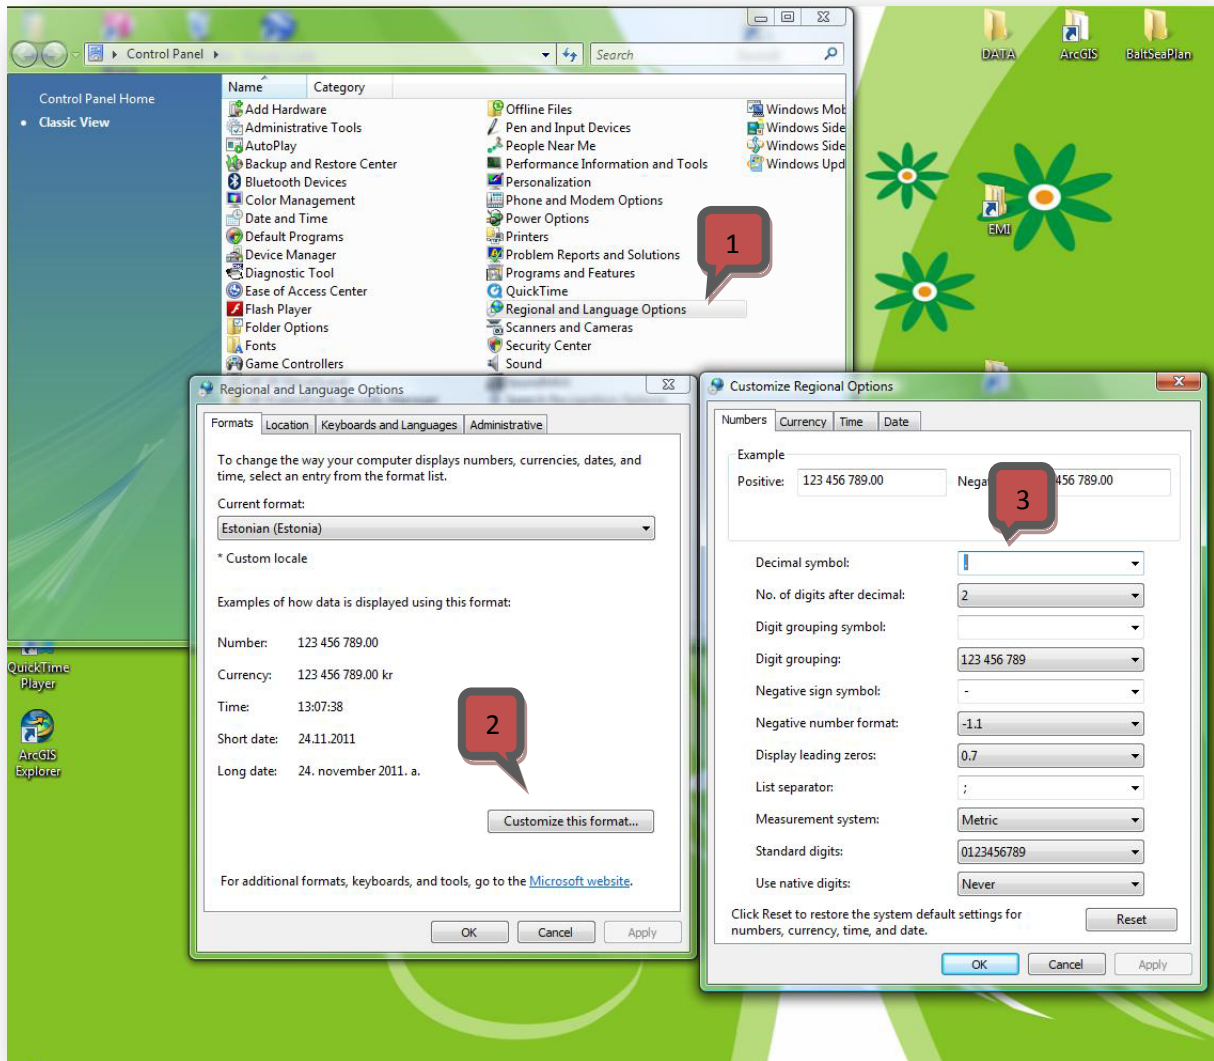 Control Panel
Search
DATA
ArcGIS
BaltSeaPlan
Control Panel Home
Classic View
Name
Category
Add Hardware
Administrative Tools
AutoPlay
Backup and Restore Center
Bluetooth Devices
Color Management
Date and Time
Default Programs
Device Manager
Diagnostic Tool
Ease of Access Center
Flash Player
Folder Options
Fonts
Game Controllers
Offline Files
Pen and Input Devices
People Near Me
Performance Information and Tools
Personalization
Phone and Modem Options
Power Options
Printers
Problem Reports and Solutions
Programs and Features
QuickTime
Regional and Language Options
Scanners and Cameras
Security Center
Sound
Windows Mob
Windows Side
Windows Side
Windows Upd
1
EMI
Regional and Language Options
Formats
Location
Keyboards and Languages
Administrative
To change the way your computer displays numbers, currencies, dates, and
time, select an entry from the format list.
Current format:
Estonian (Estonia)
* Custom locale
Examples of how data is displayed using this format:
Number: 123 456 789.00
Currency: 123 456 789.00 kr
Time: 13:07:38
Short date: 24.11.2011
Long date: 24. november 2011. a.
2
Customize this format...
For additional formats, keyboards, and tools, go to the Microsoft website.
OK
Cancel
Apply
Customize Regional Options
Numbers
Currency
Time
Date
Example
Positive: 123 456 789.00
Negat 456 789.00
3
Decimal symbol: .
No. of digits after decimal: 2
Digit grouping symbol:
Digit grouping: 123 456 789
Negative sign symbol: -
Negative number format: -1.1
Display leading zeros: 0.7
List separator: ;
Measurement system: Metric
Standard digits: 0123456789
Use native digits: Never
Click Reset to restore the system default settings for
numbers, currency, time, and date.
Reset
OK
Cancel
Apply
QuickTime
Player
ArcGIS
Explorer